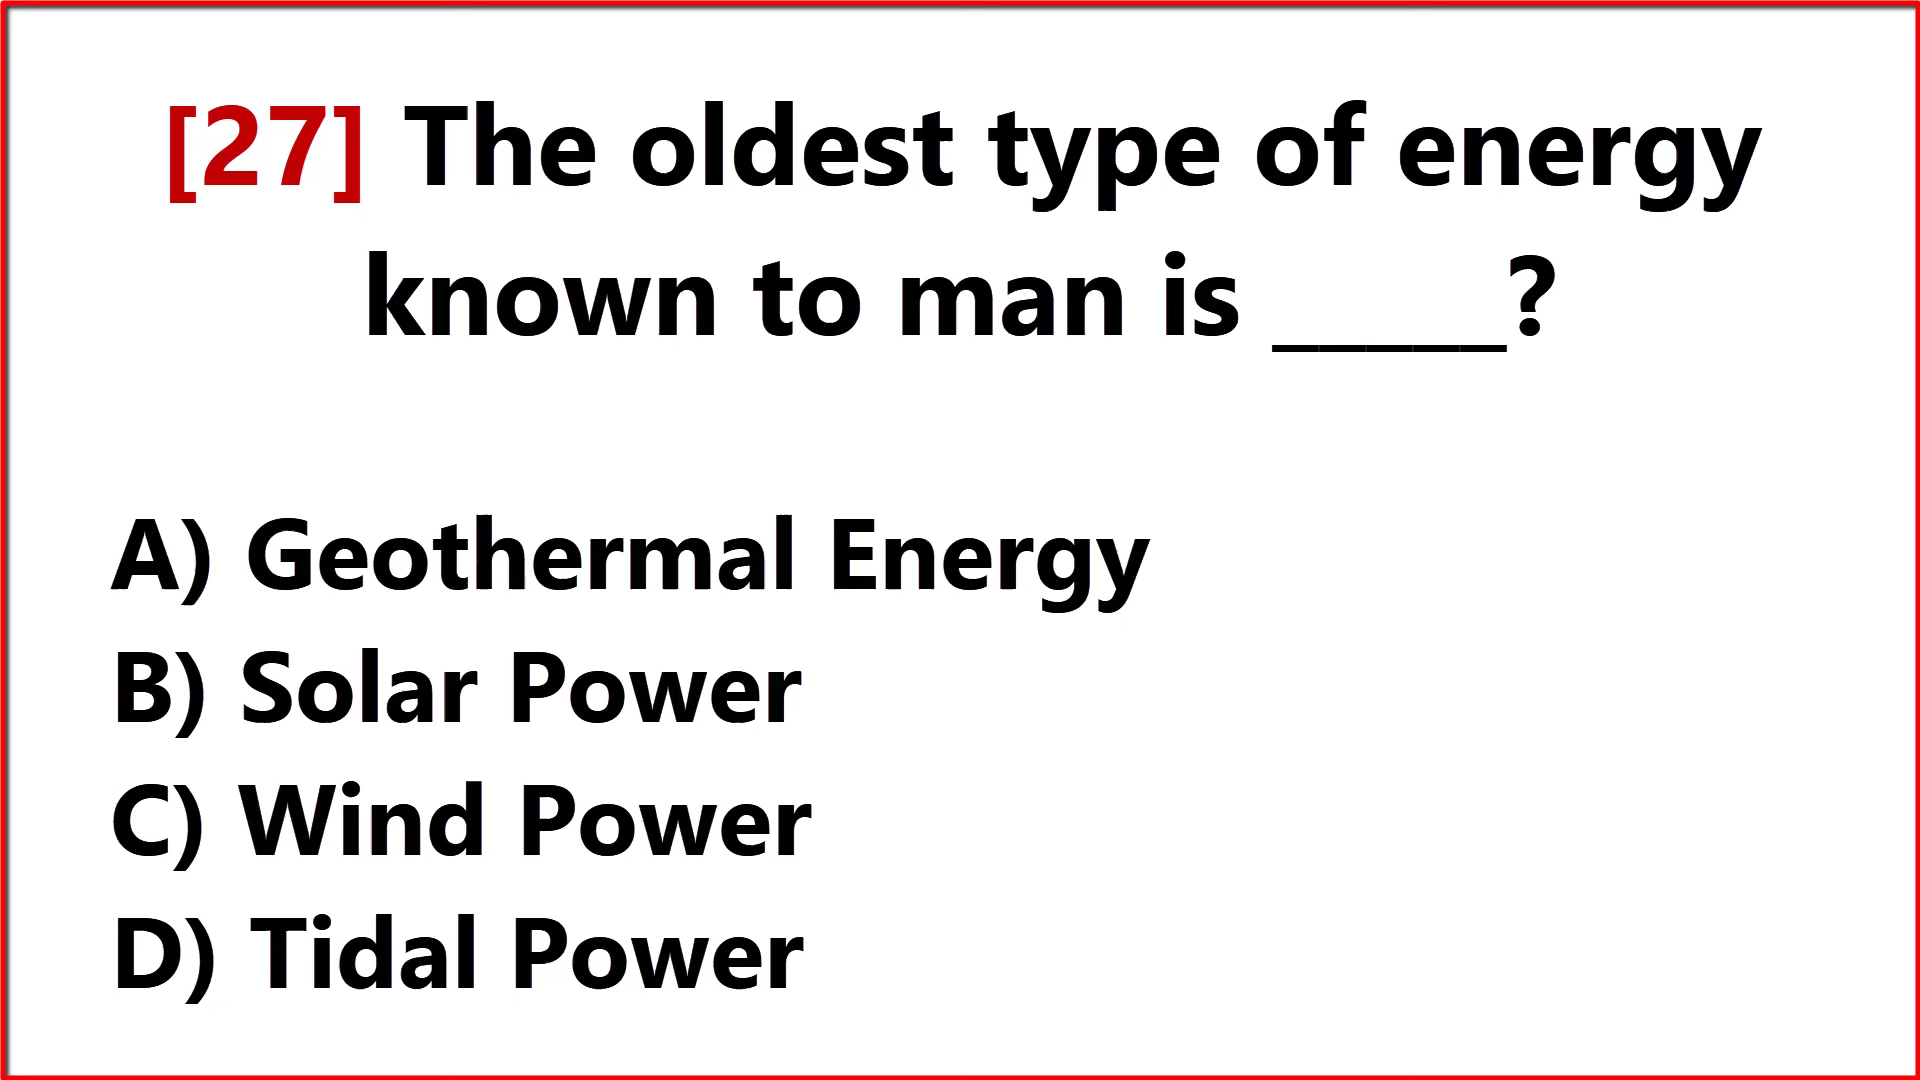 [27] The oldest type of energy
known to man is _____?
A) Geothermal Energy
B) Solar Power
C) Wind Power
D) Tidal Power